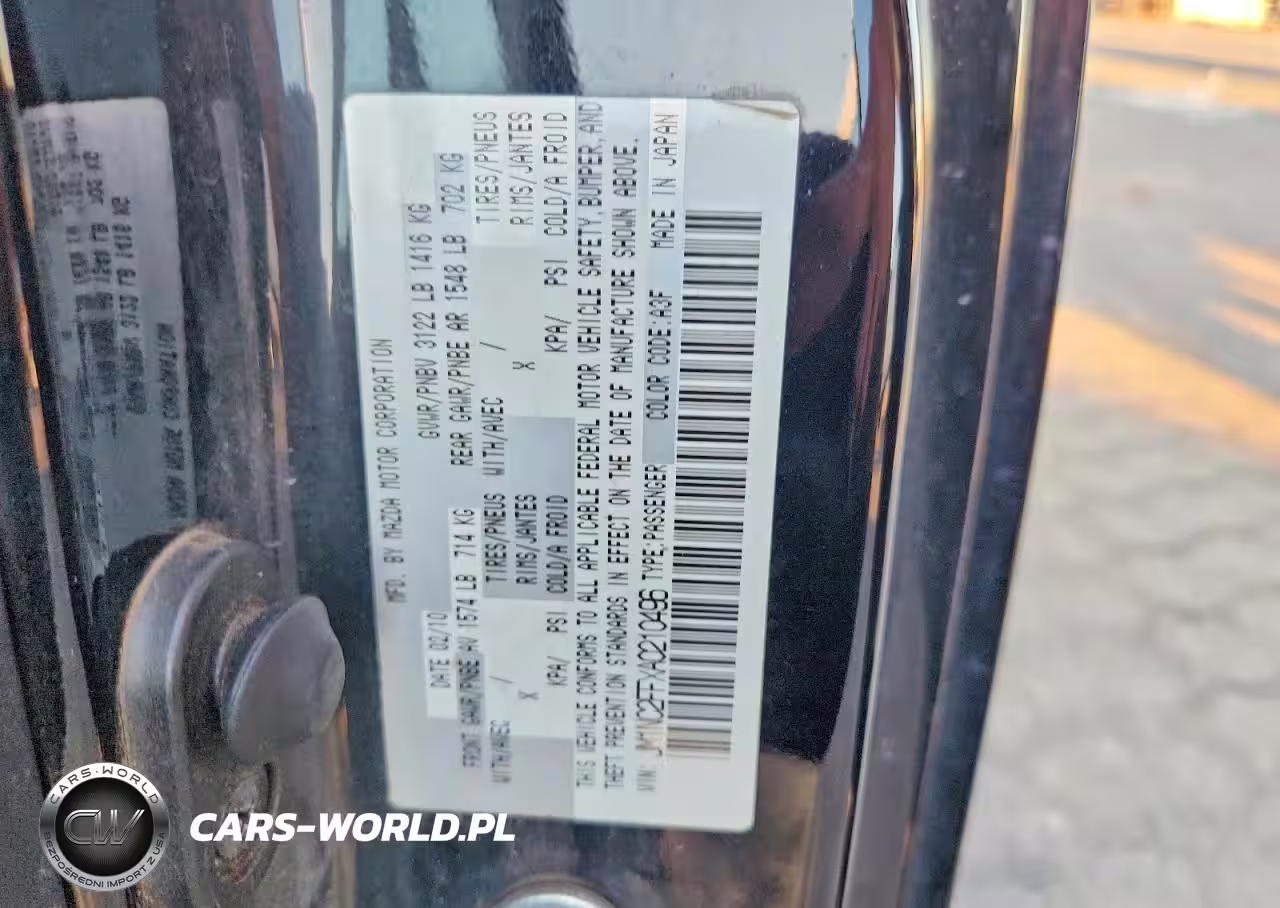 MFD. BY MAZDA MOTOR CORPORATION
DATE 02/10 GVWR/PNBV 3122 LB 1416 KG
FRONT GAWR/PNBE AV 1574 LB 714 KG REAR GAWR/PNBE AR 1548 LB 702 KG
WITH/AVEC / TIRES/PNEUS WITH/AVEC / TIRES/PNEUS
X RIMS/JANTES X RIMS/JANTES
KPA/ PSI COLD/A FROID KPA/ PSI COLD/A FROID
THIS VEHICLE CONFORMS TO ALL APPLICABLE FEDERAL MOTOR VEHICLE SAFETY, BUMPER, AND
THEFT PREVENTION STANDARDS IN EFFECT ON THE DATE OF MANUFACTURE SHOWN ABOVE.
VIN: JM1NC2FFXA0210496 TYPE:PASSENGER COLOR CODE:A3F MADE IN JAPAN
CARS-WORLD
CW
BEZPOŚREDNI IMPORT Z USA
CARS-WORLD.PL